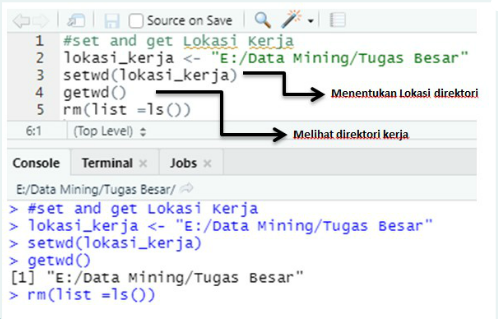 Source on Save
1 #set and get Lokasi Kerja
2 lokasi_kerja <- "E:/Data Mining/Tugas Besar"
3 setwd(lokasi_kerja)
Menentukan Lokasi direktori
4 getwd()
5 rm(list =ls())
Melihat direktori kerja
6:1 (Top Level)
Console Terminal Jobs
E:/Data Mining/Tugas Besar/
> #set and get Lokasi Kerja
> lokasi_kerja <- "E:/Data Mining/Tugas Besar"
> setwd(lokasi_kerja)
> getwd()
[1] "E:/Data Mining/Tugas Besar"
> rm(list =ls())